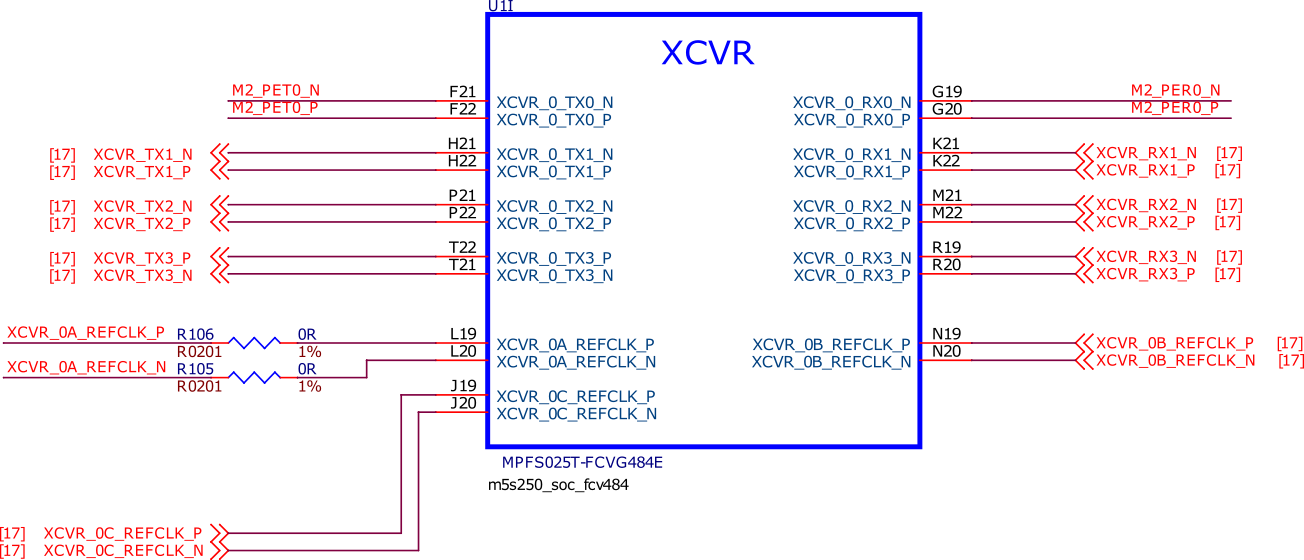 U1I
XCVR
M2_PET0_N F21 XCVR_0_TX0_N XCVR_0_RX0_N G19 M2_PER0_N
M2_PET0_P F22 XCVR_0_TX0_P XCVR_0_RX0_P G20 M2_PER0_P
[17] XCVR_TX1_N H21 XCVR_0_TX1_N XCVR_0_RX1_N K21 XCVR_RX1_N [17]
[17] XCVR_TX1_P H22 XCVR_0_TX1_P XCVR_0_RX1_P K22 XCVR_RX1_P [17]
[17] XCVR_TX2_N P21 XCVR_0_TX2_N XCVR_0_RX2_N M21 XCVR_RX2_N [17]
[17] XCVR_TX2_P P22 XCVR_0_TX2_P XCVR_0_RX2_P M22 XCVR_RX2_P [17]
[17] XCVR_TX3_P T22 XCVR_0_TX3_P XCVR_0_RX3_N R19 XCVR_RX3_N [17]
[17] XCVR_TX3_N T21 XCVR_0_TX3_N XCVR_0_RX3_P R20 XCVR_RX3_P [17]
XCVR_0A_REFCLK_P R106 0R L19 XCVR_0A_REFCLK_P XCVR_0B_REFCLK_P N19 XCVR_0B_REFCLK_P [17]
R0201 1% L20 XCVR_0A_REFCLK_N XCVR_0B_REFCLK_N N20 XCVR_0B_REFCLK_N [17]
XCVR_0A_REFCLK_N R105 0R
R0201 1% J19 XCVR_0C_REFCLK_P
J20 XCVR_0C_REFCLK_N
MPFS025T-FCVG484E
m5s250_soc_fcv484
[17] XCVR_0C_REFCLK_P
[17] XCVR_0C_REFCLK_N